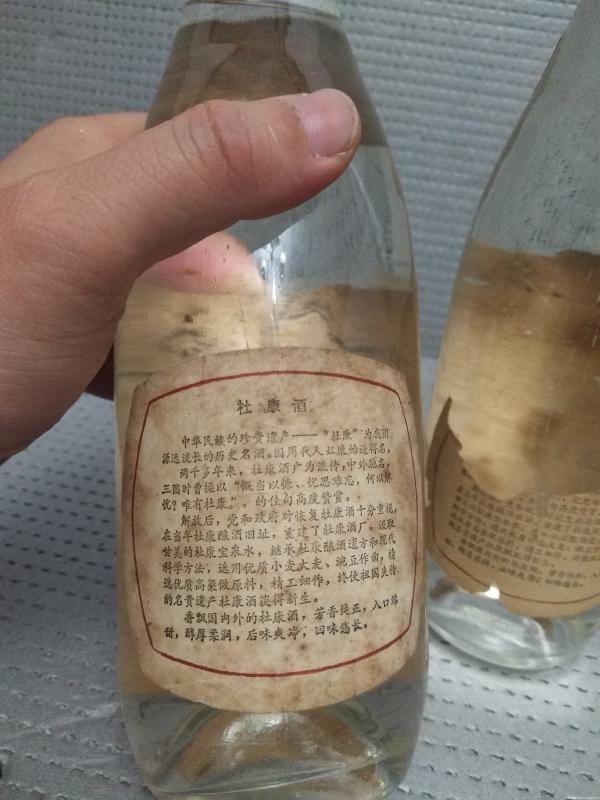 杜康酒
中华民族的珍贵遗产——“杜康”为我国
源远流长的历史名酒。因周代人杜康始造得名。
两千多年来，杜康酒广为流传，中外驰名，
三国时曹操以“慨当以慷、忧思难忘，何以解
忧？唯有杜康”。的佳句高度赞赏。
解放后，党和政府对恢复杜康酒十分重视，
在当年杜康酿酒旧址，重建了杜康酒厂。汲取
甘美的杜康宝泉水，继承杜康酿酒遗方和现代
科学方法，选用优质小麦大麦、豌豆作曲，精
选优质高粱做原料，精工细作，终使祖国失传
的名贵遗产杜康酒获得新生。
香飘国内外的杜康酒，芳香纯正，入口绵
甜，醇厚柔润，后味爽净，回味悠长。